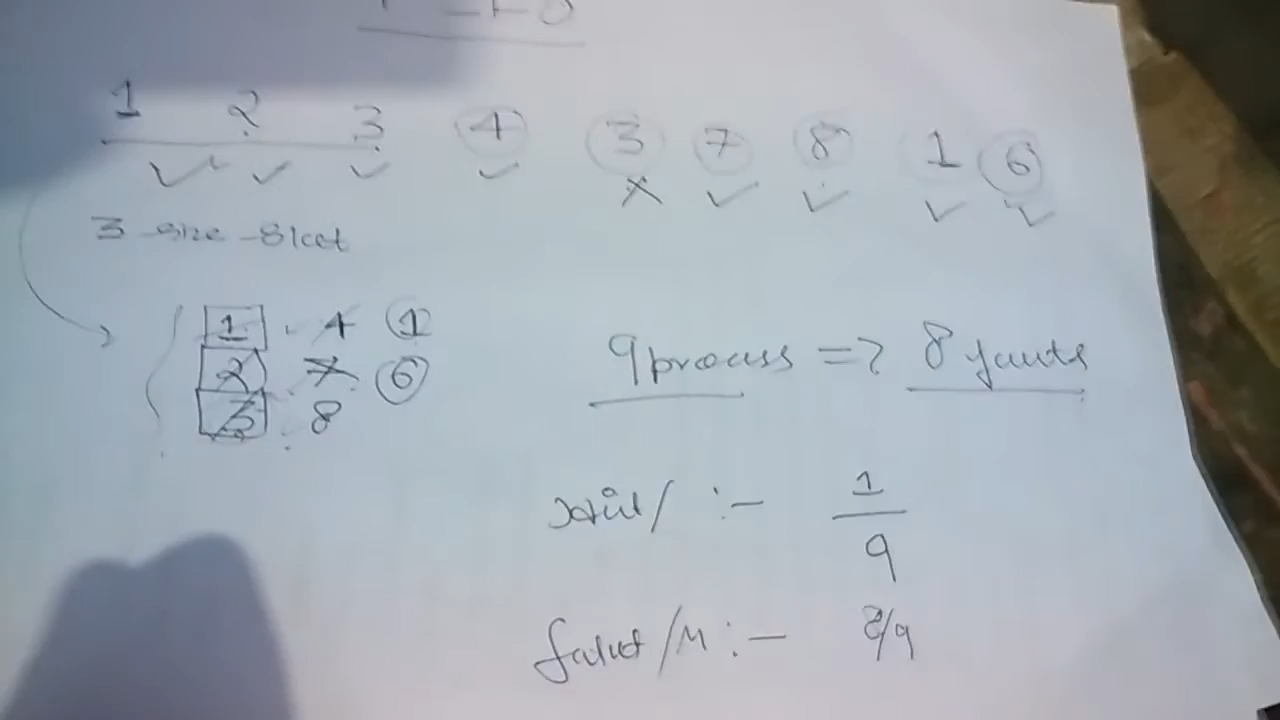 1 2 3 4 3 7 8 1 6
3 -size -slot
1 4 1
2 7 6
3 8
9 process => 8 faults
:- 1
9
/M :- 8/9